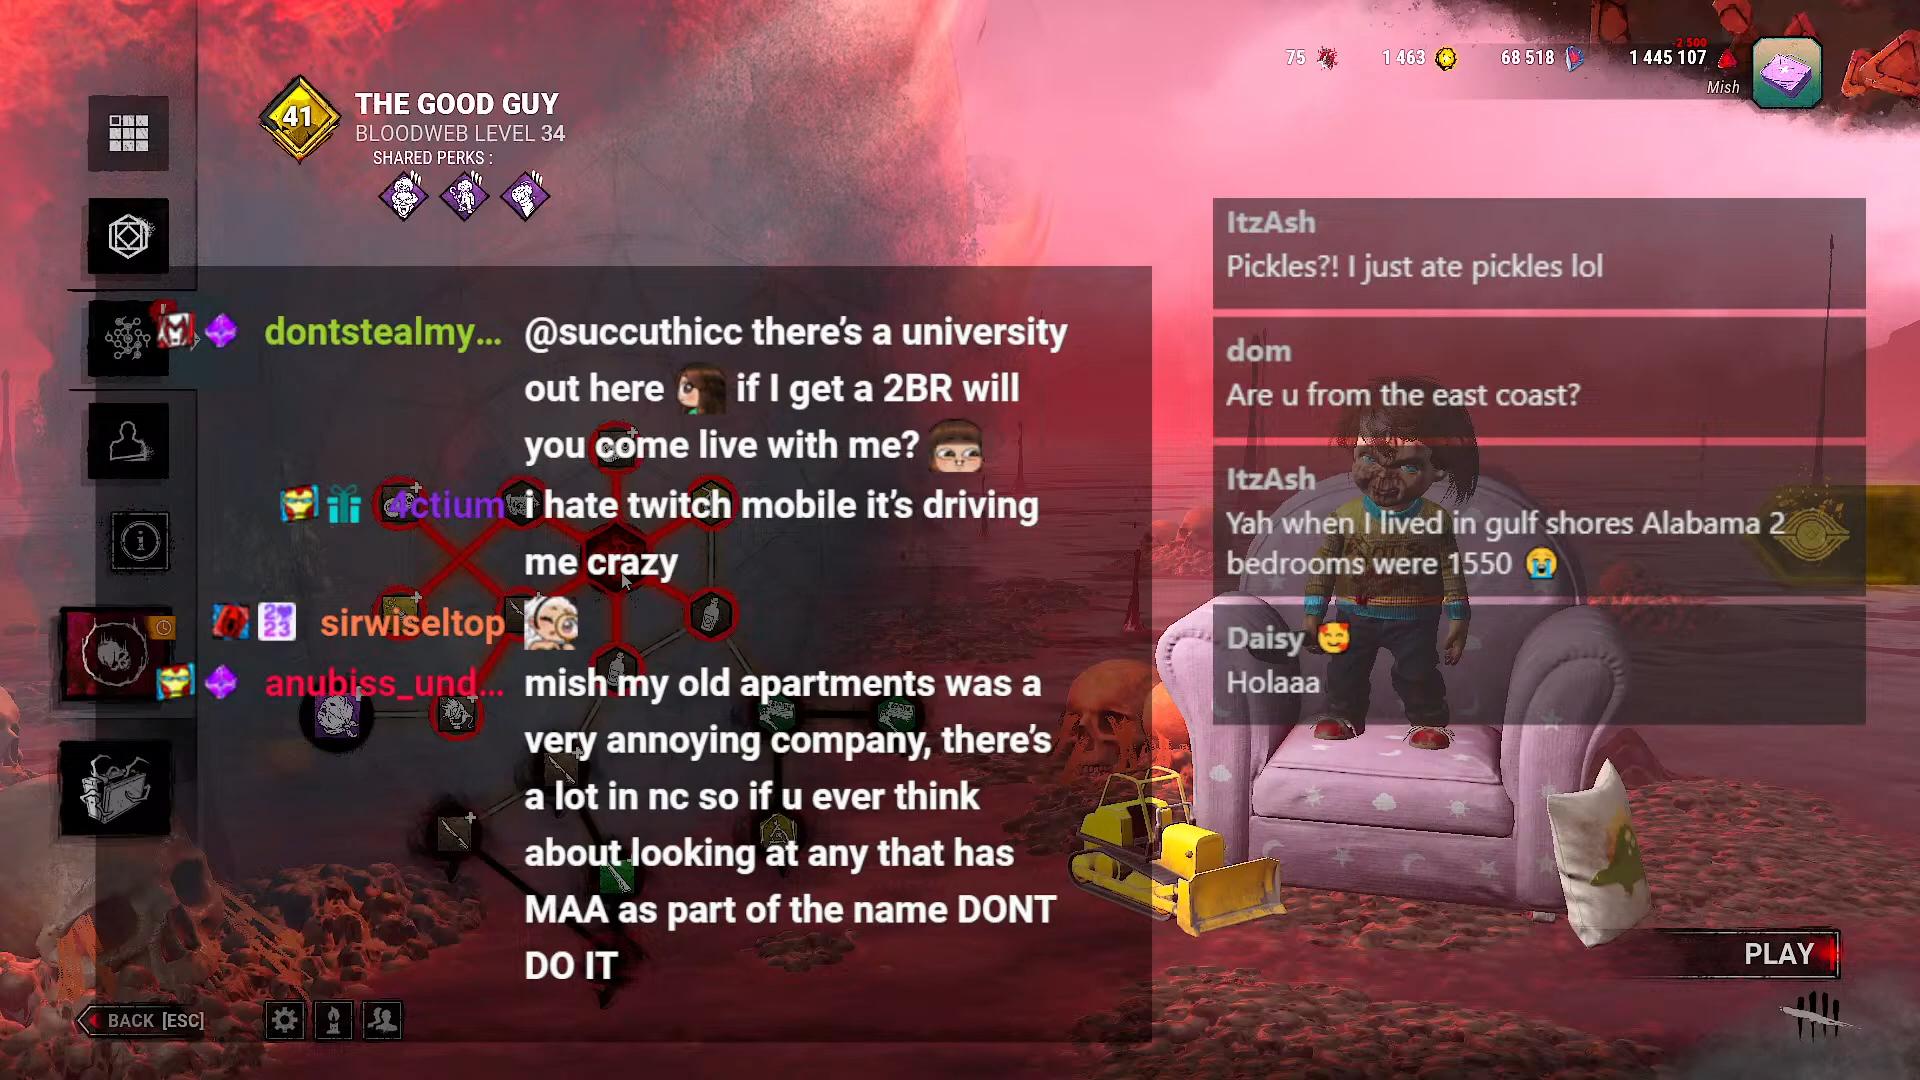 75
1 463
68 518
2 500
1 445 107
Mish
41
THE GOOD GUY
BLOODWEB LEVEL 34
SHARED PERKS :
dontstealmy...
@succuthicc there’s a university
out here if I get a 2BR will
you come live with me?
4ctium
i hate twitch mobile it’s driving
me crazy
2 23
sirwiseltop
anubiss_und...
mish my old apartments was a
very annoying company, there’s
a lot in nc so if u ever think
about looking at any that has
MAA as part of the name DONT
DO IT
ItzAsh
Pickles?! I just ate pickles lol
dom
Are u from the east coast?
ItzAsh
Yah when I lived in gulf shores Alabama 2
bedrooms were 1550 😭
Daisy 🥰
Holaaa
PLAY
BACK [ESC]